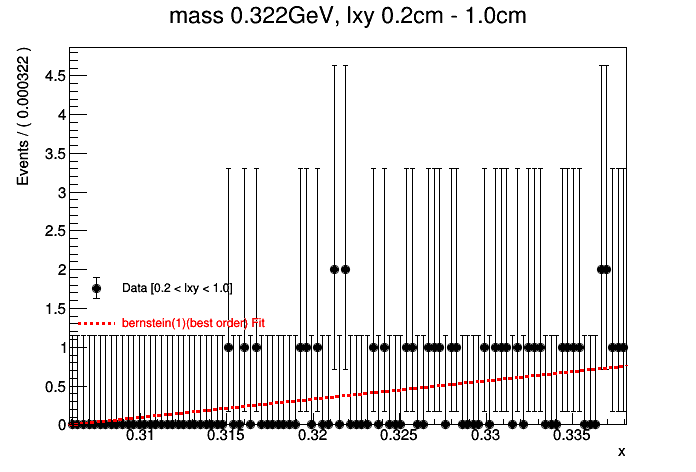 mass 0.322GeV, lxy 0.2cm - 1.0cm
Events / ( 0.000322 )
4.5
4
3.5
3
2.5
2
1.5
1
0.5
0
Data [0.2 < lxy < 1.0]
bernstein(1)(best order) Fit
0.31 0.315 0.32 0.325 0.33 0.335
x